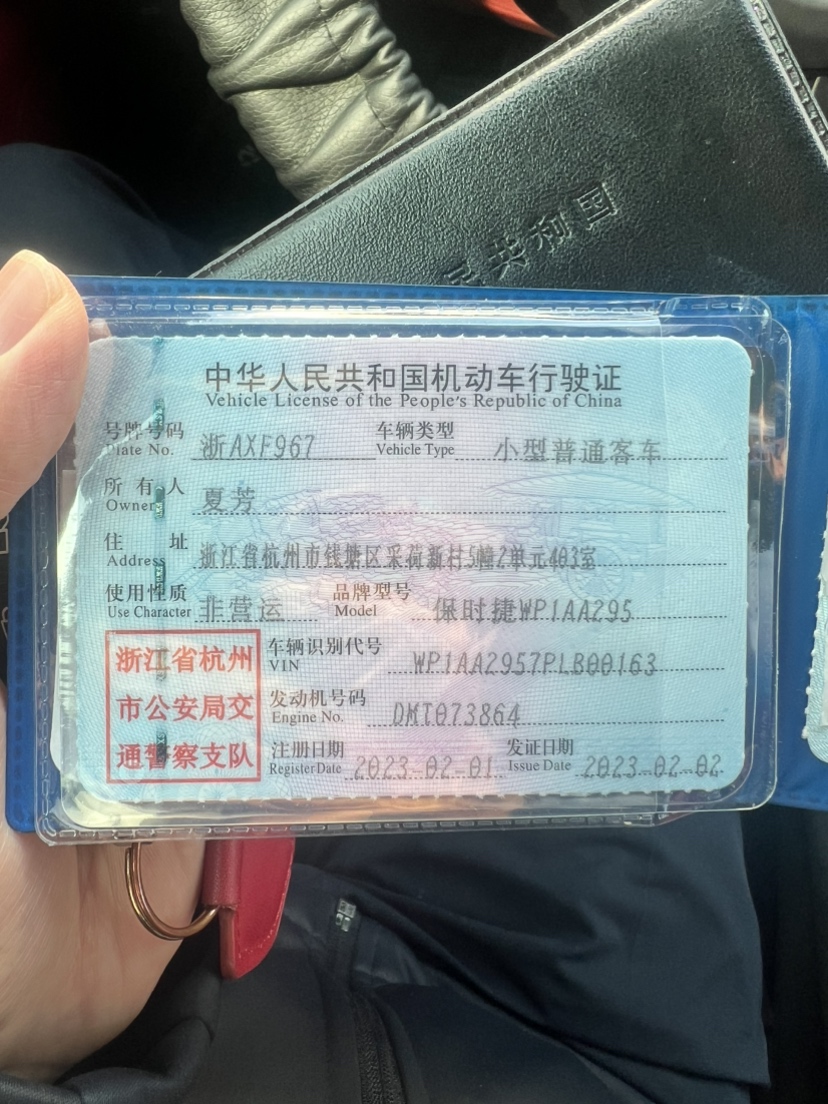 民共和国
中华人民共和国机动车行驶证
Vehicle License of the People's Republic of China
号牌号码 浙AXF967 车辆类型 小型普通客车
Plate No. Vehicle Type
所有人 夏芳
Owner
住址 浙江省杭州市钱塘区采荷新村5幢2单元403室
Address
使用性质 非营运 品牌型号 保时捷WP1AA295
Use Character Model
浙江省杭州
市公安局交
通警察支队
车辆识别代号 WP1AA2957PLB00163
VIN
发动机号码 DMT073864
Engine No.
注册日期 2023-02-01 发证日期 2023-02-02
Register Date Issue Date